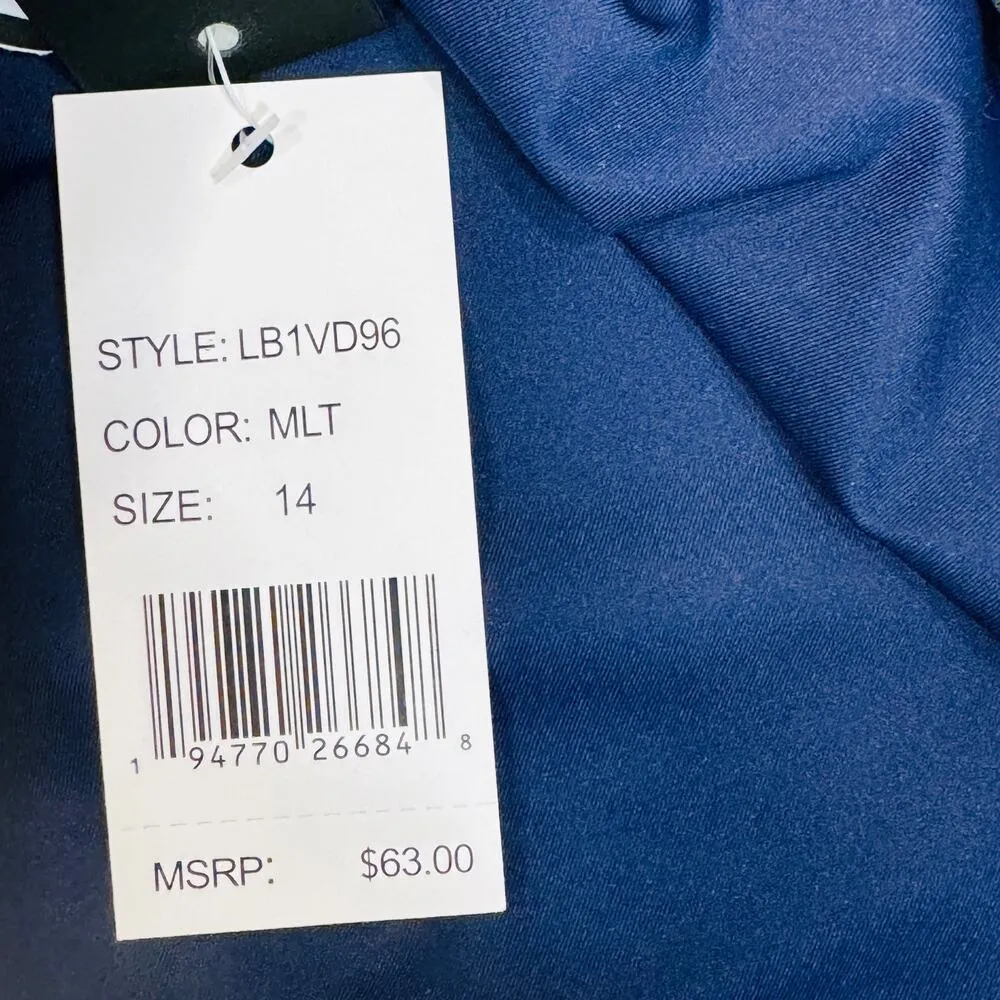 STYLE: LB1VD96
COLOR: MLT
SIZE: 14
1 94770 26684 8
MSRP: $63.00